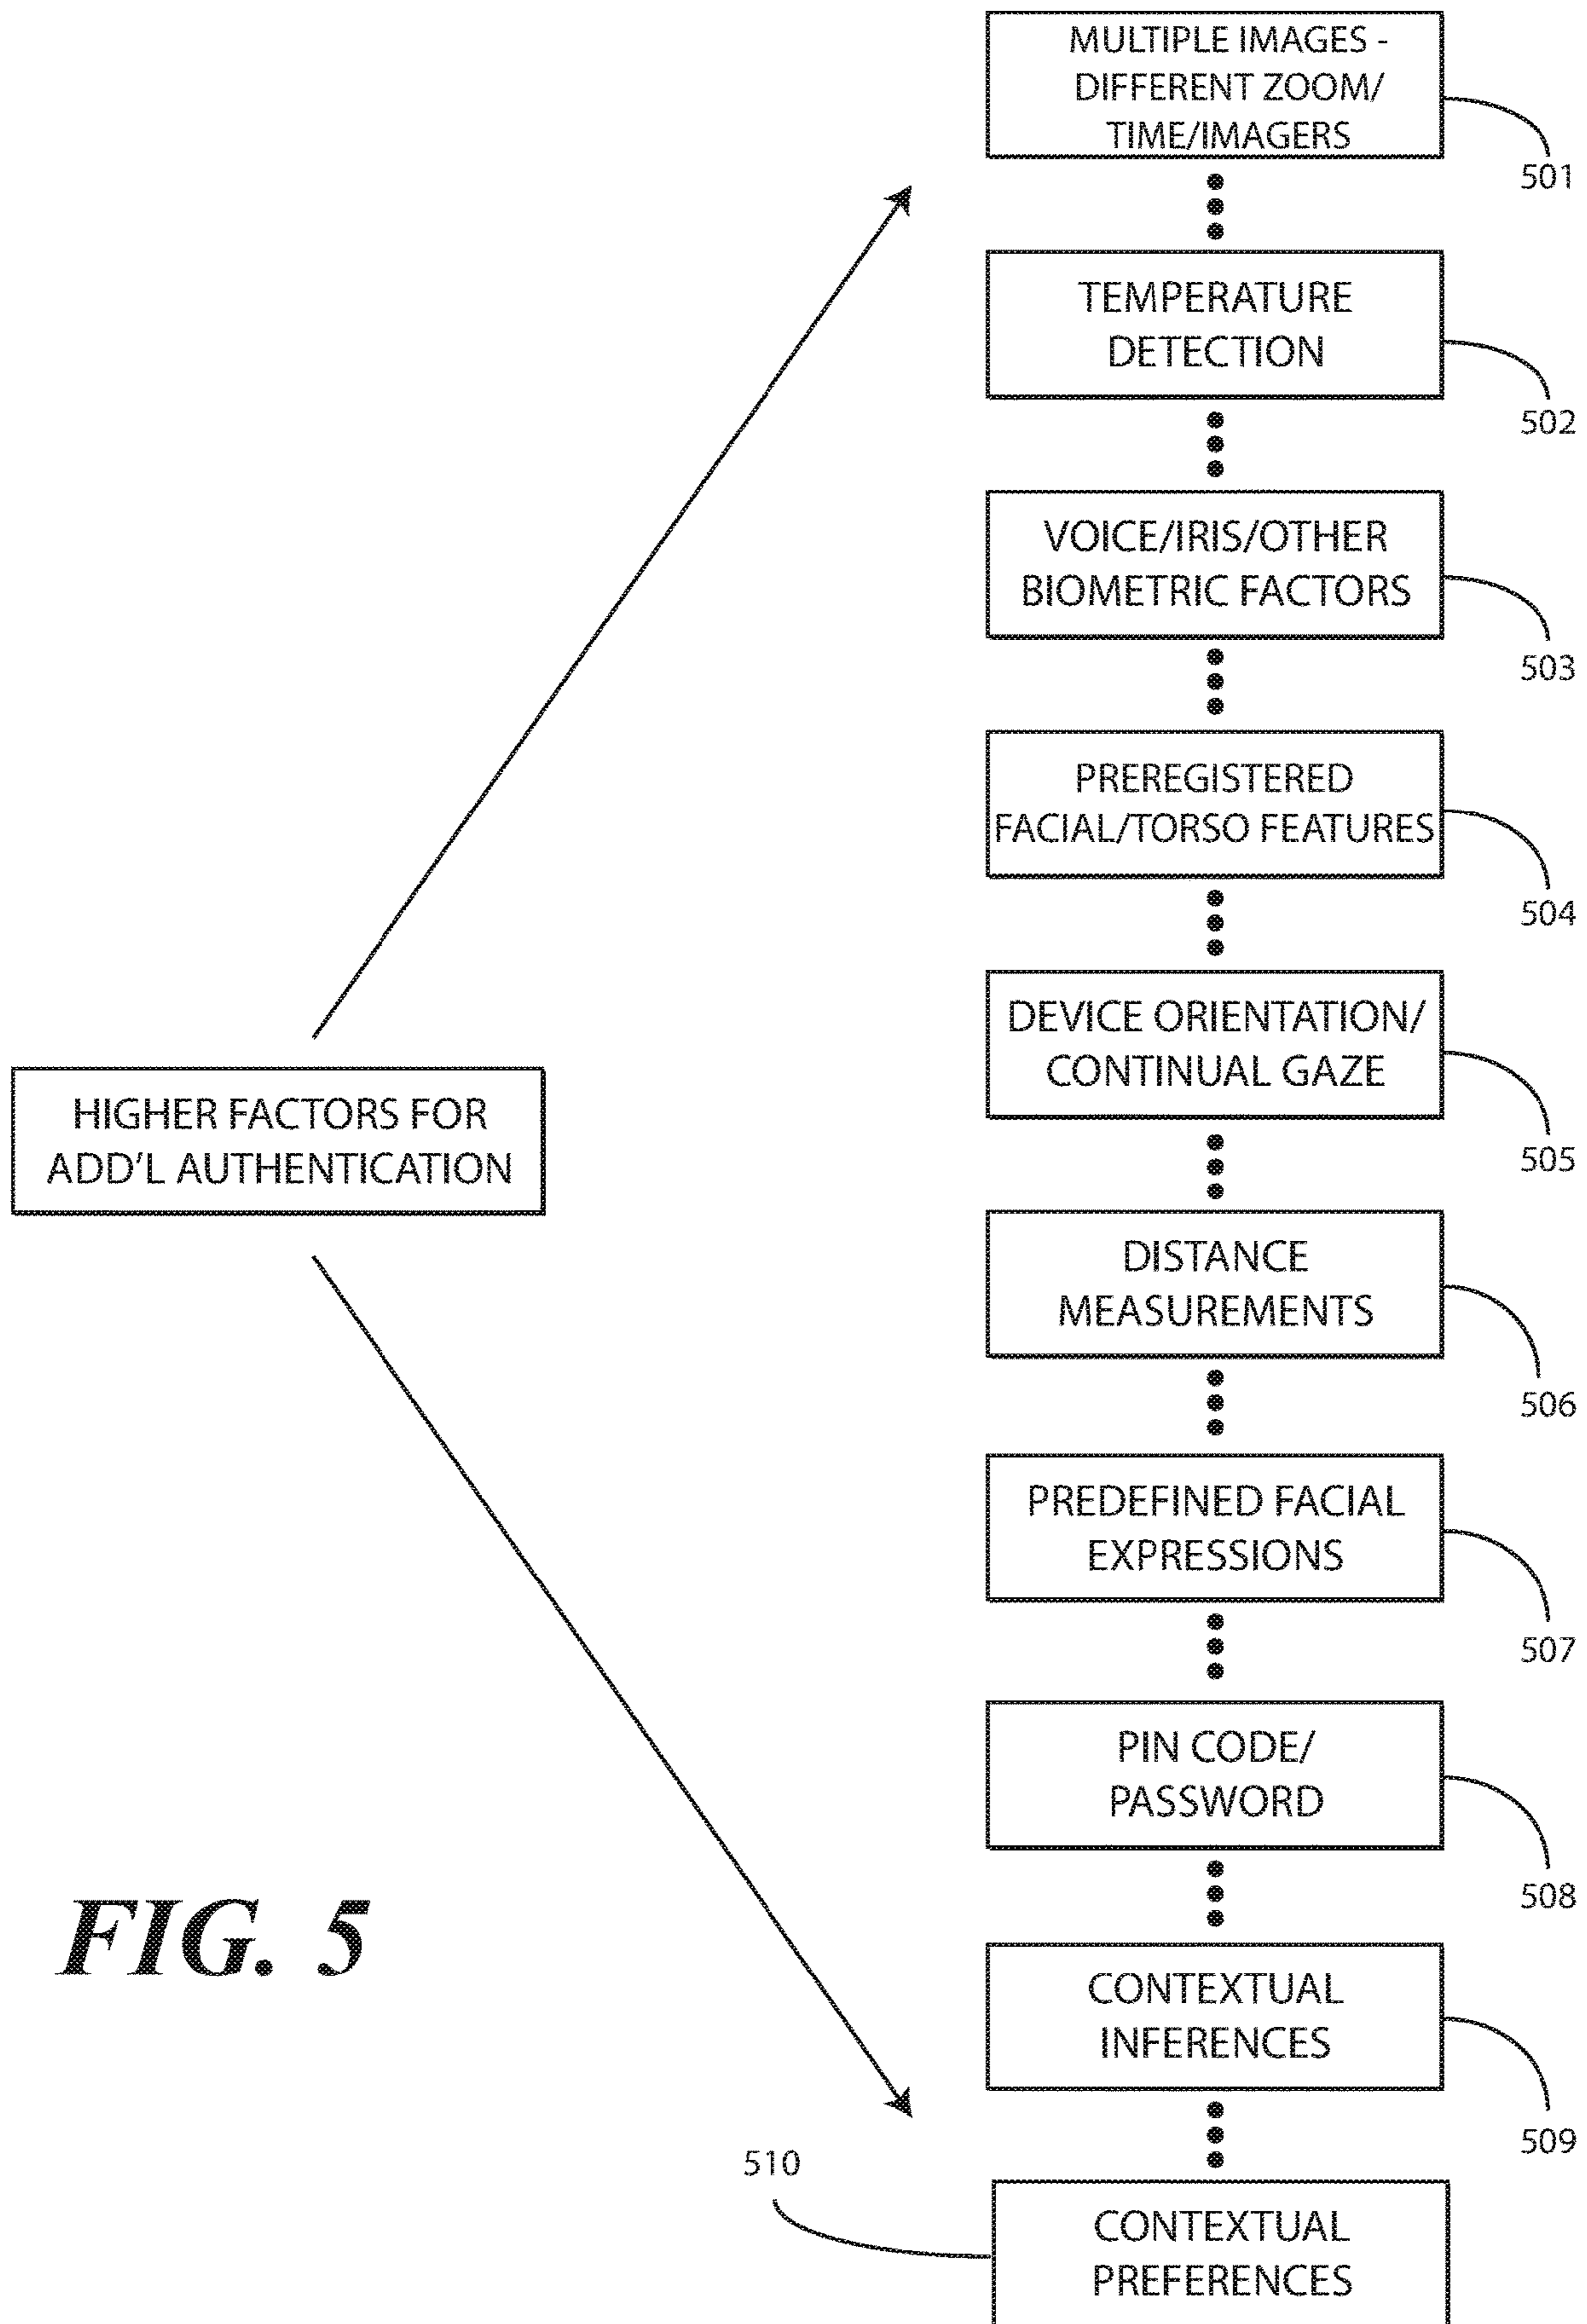 MULTIPLE IMAGES -
DIFFERENT ZOOM/
TIME/IMAGERS
501
TEMPERATURE
DETECTION
502
VOICE/IRIS/OTHER
BIOMETRIC FACTORS
503
PREREGISTERED
FACIAL/TORSO FEATURES
504
DEVICE ORIENTATION/
CONTINUAL GAZE
505
HIGHER FACTORS FOR
ADD'L AUTHENTICATION
DISTANCE
MEASUREMENTS
506
PREDEFINED FACIAL
EXPRESSIONS
507
PIN CODE/
PASSWORD
508
CONTEXTUAL
INFERENCES
509
510
CONTEXTUAL
PREFERENCES
FIG. 5